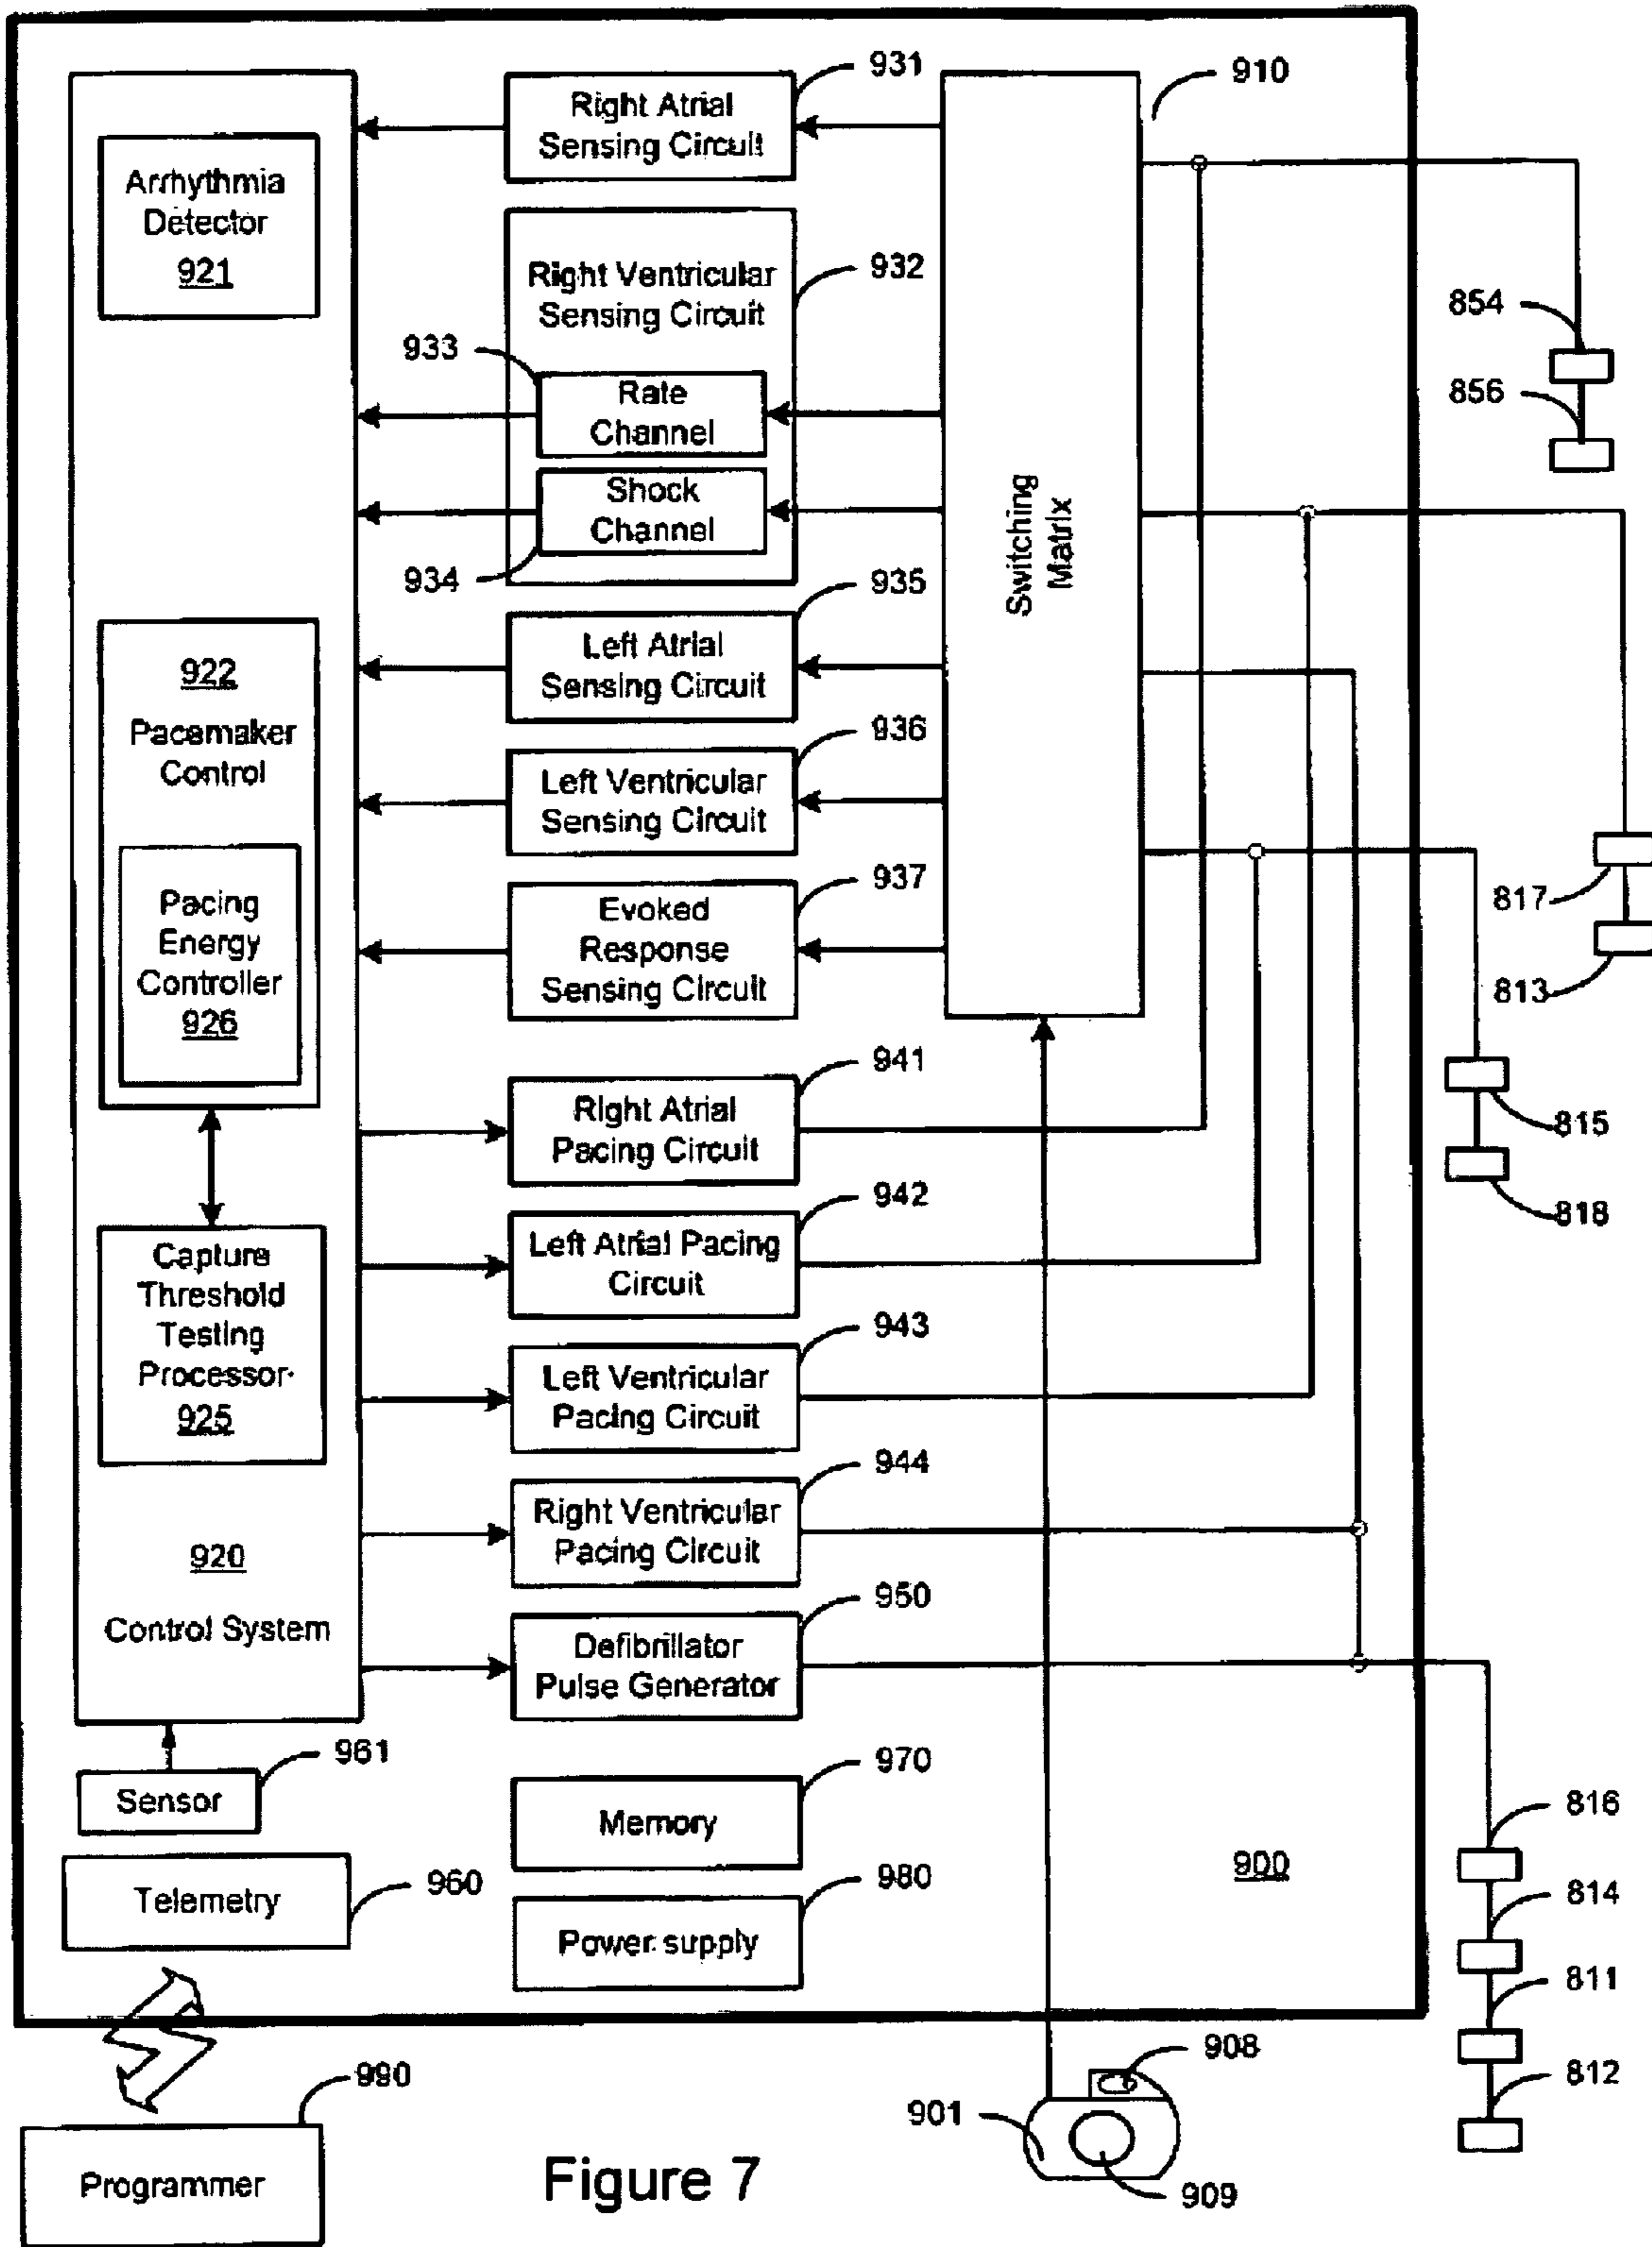 931
910
Right Atrial
Sensing Circuit
Arrhythmia
Detector
921
932
Right Ventricular
Sensing Circuit
854
933
Rate
Channel
856
Shock
Channel
Switching
Matrix
934
935
922
Left Atrial
Sensing Circuit
Pacemaker
Control
936
Left Ventricular
Sensing Circuit
937
817
Pacing
Energy
Controller
926
Evoked
Response
Sensing Circuit
813
941
Right Atrial
Pacing Circuit
815
942
818
Left Atrial Pacing
Circuit
Capture
Threshold
Testing
Processor
925
943
Left Ventricular
Pacing Circuit
944
Right Ventricular
Pacing Circuit
920
Control System
950
Defibrillator
Pulse Generator
961
Sensor
970
Memory
816
Telemetry
960
980
900
814
Power supply
811
908
990
812
901
Programmer
Figure 7
909